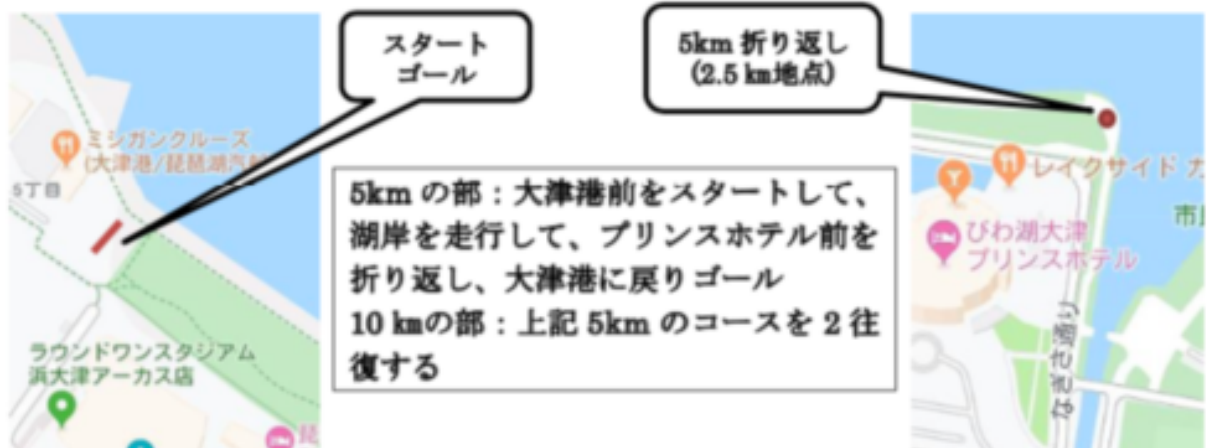 スタート
ゴール
5km 折り返し
(2.5 ㎞地点)
ミシガンクルーズ
(大津港/琵琶湖汽船
5丁目
5km の部：大津港前をスタートして、
湖岸を走行して、プリンスホテル前を
折り返し、大津港に戻りゴール
10 ㎞の部：上記 5km のコースを 2 往
復する
ラウンドワンスタジアム
浜大津アーカス店
琵
レイクサイド カ
市
びわ湖大津
プリンスホテル
なぎさ通り